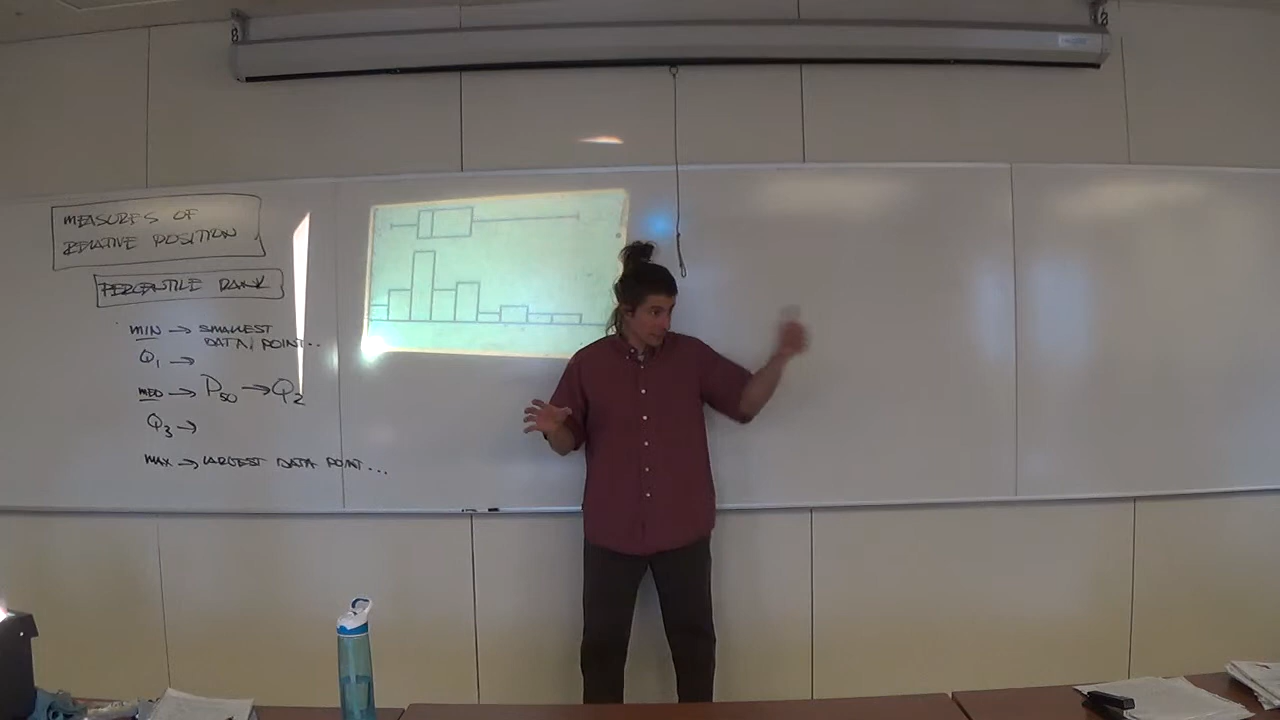 MEASURES OF
RELATIVE POSITION
PERCENTILE RANK
MIN → SMALLEST
DATA POINT...
Q1 →
MED → P50 → Q2
Q3 →
MAX → LARGEST DATA POINT...